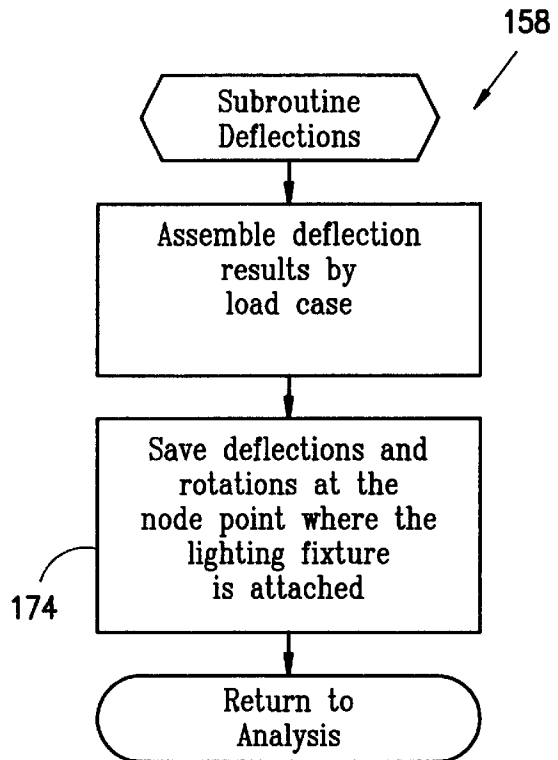 158
Subroutine
Deflections
Assemble deflection
results by
load case
Save deflections and
rotations at the
node point where the
lighting fixture
is attached
174
Return to
Analysis